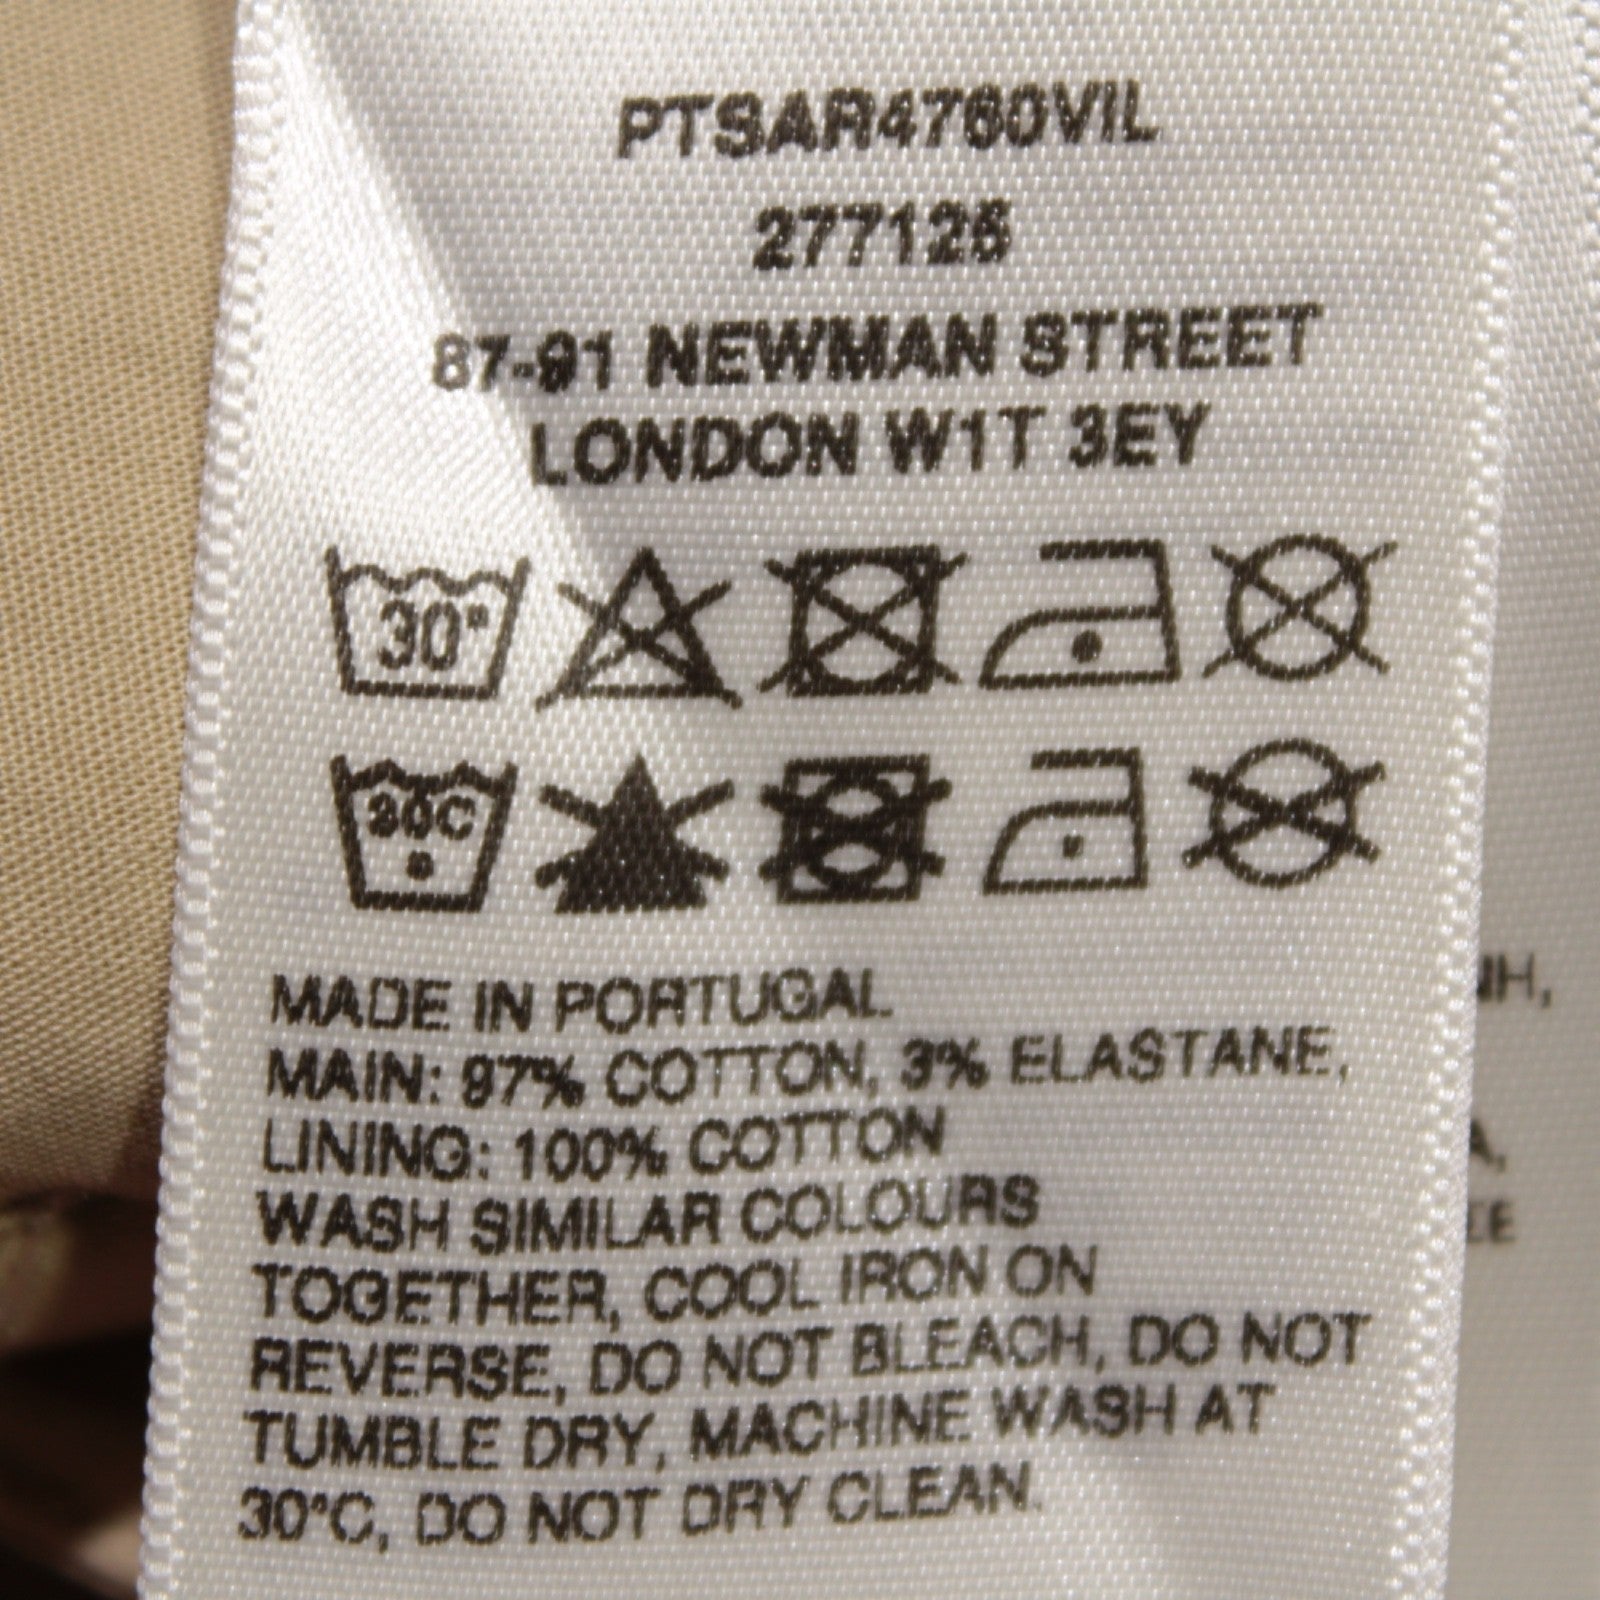 PTSAR4760VIL
277125
87-91 NEWMAN STREET
LONDON W1T 3EY
30°
30C
MADE IN PORTUGAL.
MAIN: 97% COTTON, 3% ELASTANE,
LINING: 100% COTTON
WASH SIMILAR COLOURS
TOGETHER, COOL IRON ON
REVERSE, DO NOT BLEACH, DO NOT
TUMBLE DRY, MACHINE WASH AT
30°C, DO NOT DRY CLEAN.